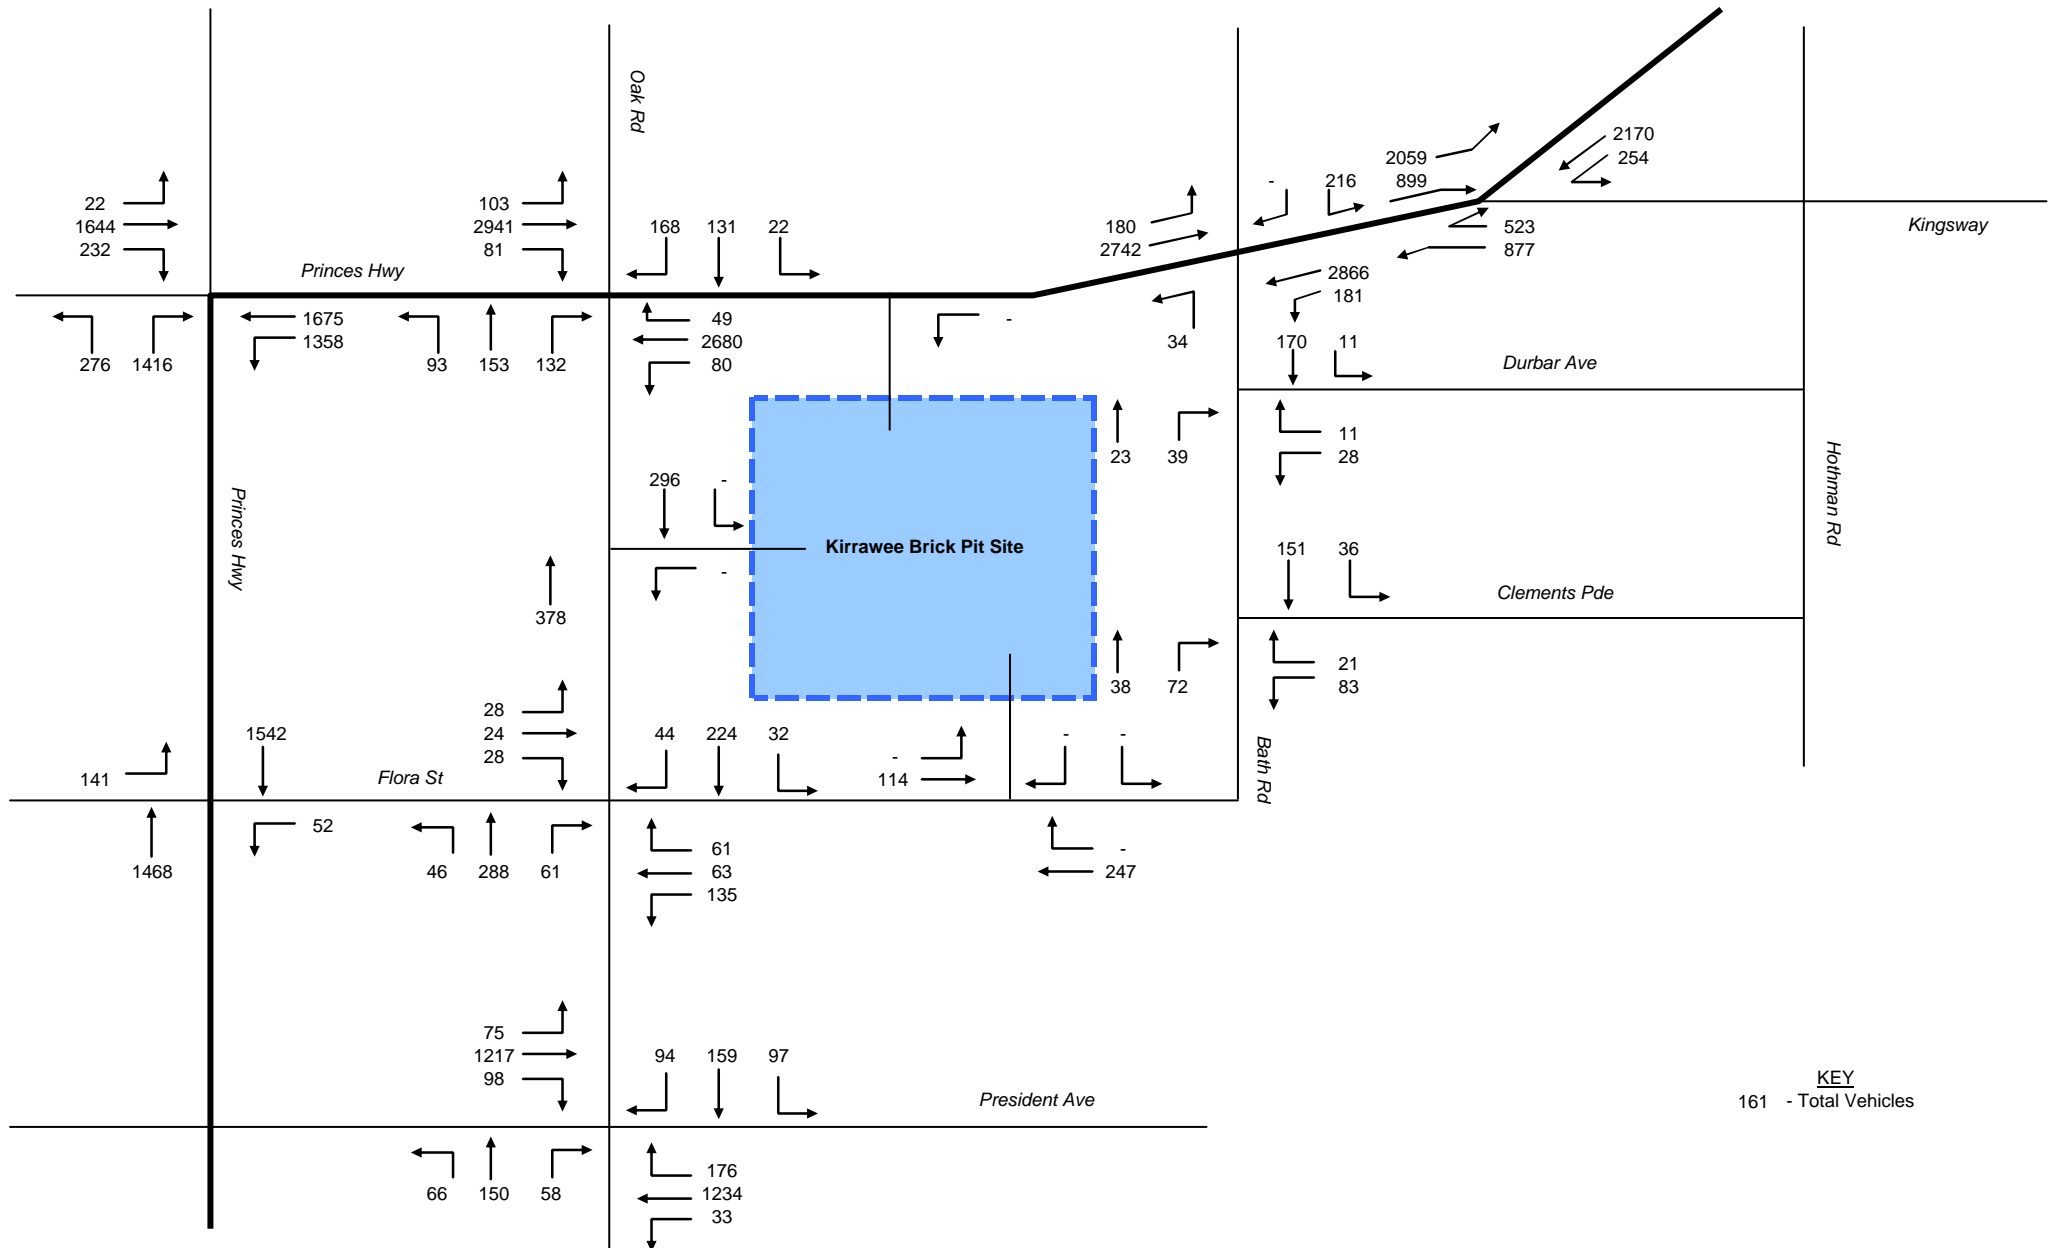 Oak Rd
2170
2059
254
- 216 899
22
103
1644
2941
168 131 22
180
523
Kingsway
232
81
2742
877
Princes Hwy
2866
181
1675
49 -
1358
2680
34 170 11
Durbar Ave
276 1416
93 153 132
80
11
23 39
28
Hothman Rd
296 -
Princes Hwy
Kirrawee Brick Pit Site
151 36
-
Clements Pde
378
21
38 72
83
28
1542
24
44 224 32
- -
28
-
Bath Rd
141
Flora St
114
52
61
-
1468
46 288 61
63
247
135
75
1217
94 159 97
98
KEY
President Ave
161 - Total Vehicles
176
66 150 58
1234
33